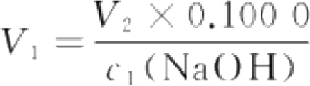 V₁ = V₂ × 0.100 0 / c₁(NaOH)